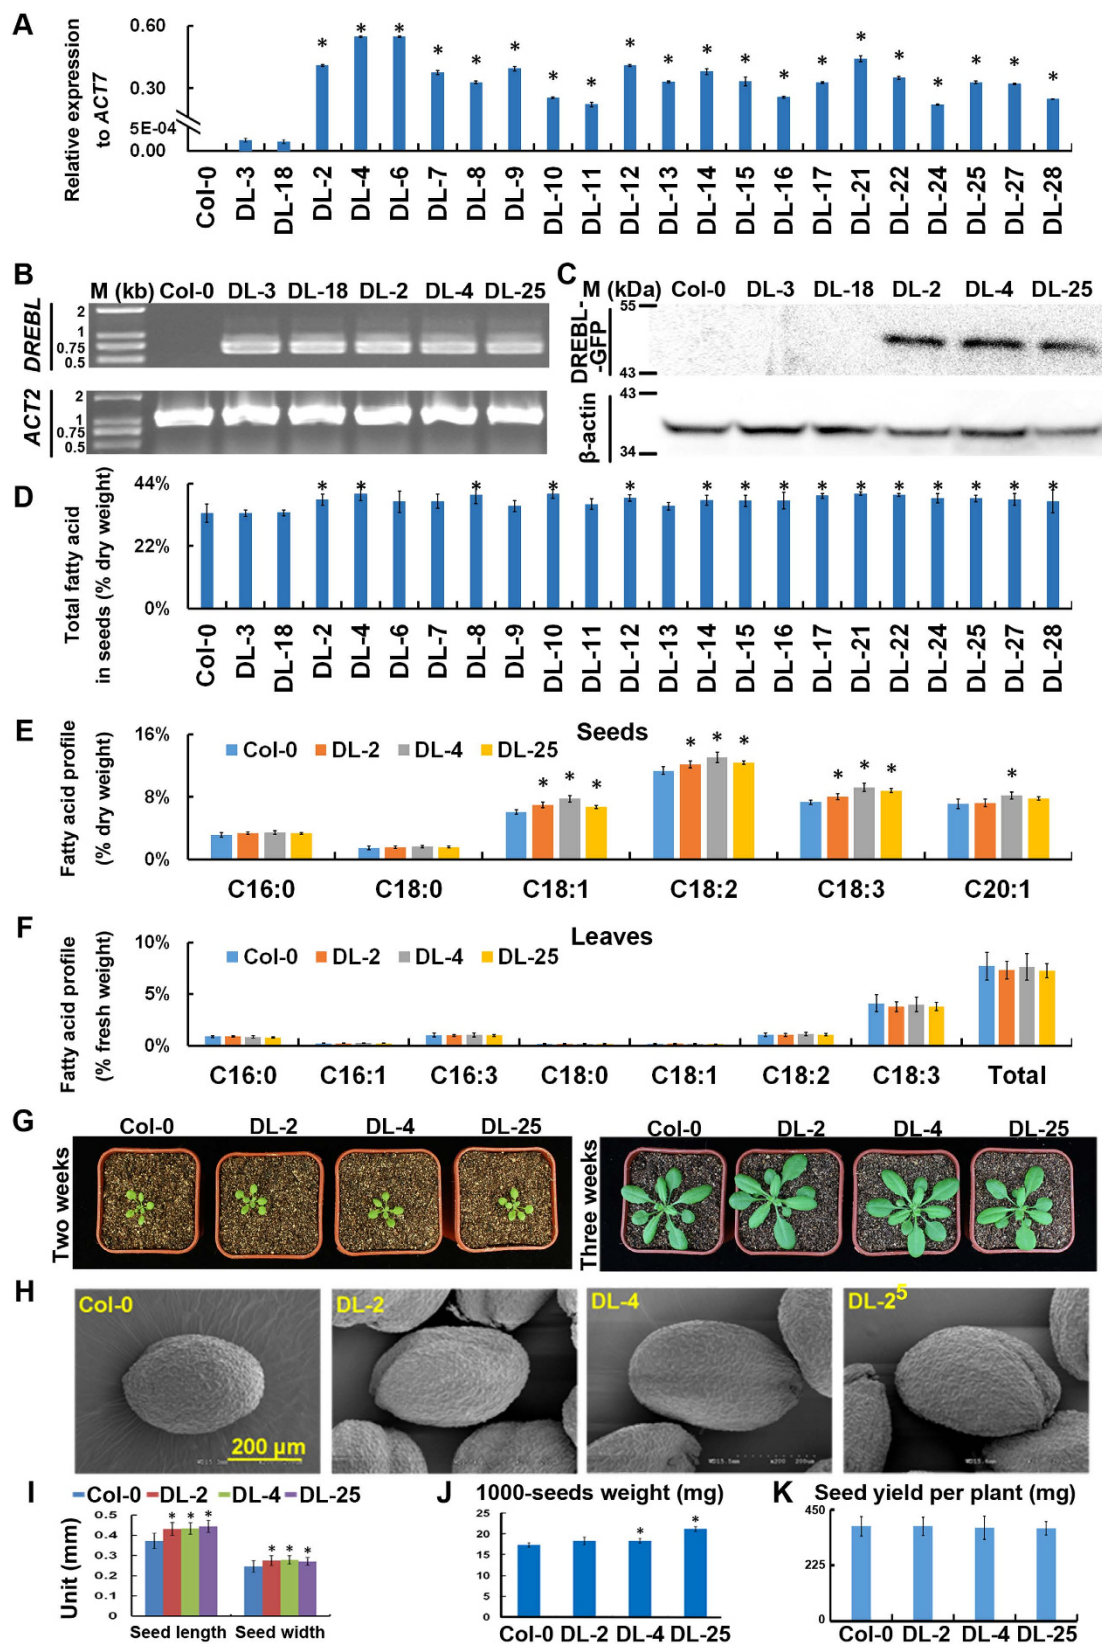 A
Relative expression
to ACT7
0.60
0.30
5E-04
0.00
* * * * * * * * * * * * * * * * * * * *
Col-0 DL-3 DL-18 DL-2 DL-4 DL-6 DL-7 DL-8 DL-9 DL-10 DL-11 DL-12 DL-13 DL-14 DL-15 DL-16 DL-17 DL-21 DL-22 DL-24 DL-25 DL-27 DL-28
B
M (kb) Col-0 DL-3 DL-18 DL-2 DL-4 DL-25
DREBL
2
1
0.75
0.5
ACT2
2
1
0.75
0.5
C
M (kDa) Col-0 DL-3 DL-18 DL-2 DL-4 DL-25
DREBL-
-GFP
55
43
β-actin
43
34
D
Total fatty acid
in seeds (% dry weight)
44%
22%
0%
* * * * * * * * * * * * * * *
Col-0 DL-3 DL-18 DL-2 DL-4 DL-6 DL-7 DL-8 DL-9 DL-10 DL-11 DL-12 DL-13 DL-14 DL-15 DL-16 DL-17 DL-21 DL-22 DL-24 DL-25 DL-27 DL-28
E
Fatty acid profile
(% dry weight)
16%
8%
0%
Seeds
Col-0 DL-2 DL-4 DL-25
* * * * * * * * * *
C16:0 C18:0 C18:1 C18:2 C18:3 C20:1
F
Fatty acid profile
(% fresh weight)
10%
5%
0%
Leaves
Col-0 DL-2 DL-4 DL-25
C16:0 C16:1 C16:3 C18:0 C18:1 C18:2 C18:3 Total
G
Two weeks
Col-0 DL-2 DL-4 DL-25
Three weeks
Col-0 DL-2 DL-4 DL-25
H
Col-0
200 µm
WD15.3mm
DL-2
DL-4
WD15.5mm x200 200um
DL-25
WD15.6mm
I
Col-0 DL-2 DL-4 DL-25
Unit (mm)
0.5
0.4
0.3
0.2
0.1
0
* * * * * *
Seed length Seed width
J
1000-seeds weight (mg)
25
20
15
10
5
0
* *
Col-0 DL-2 DL-4 DL-25
K
Seed yield per plant (mg)
450
225
0
Col-0 DL-2 DL-4 DL-25